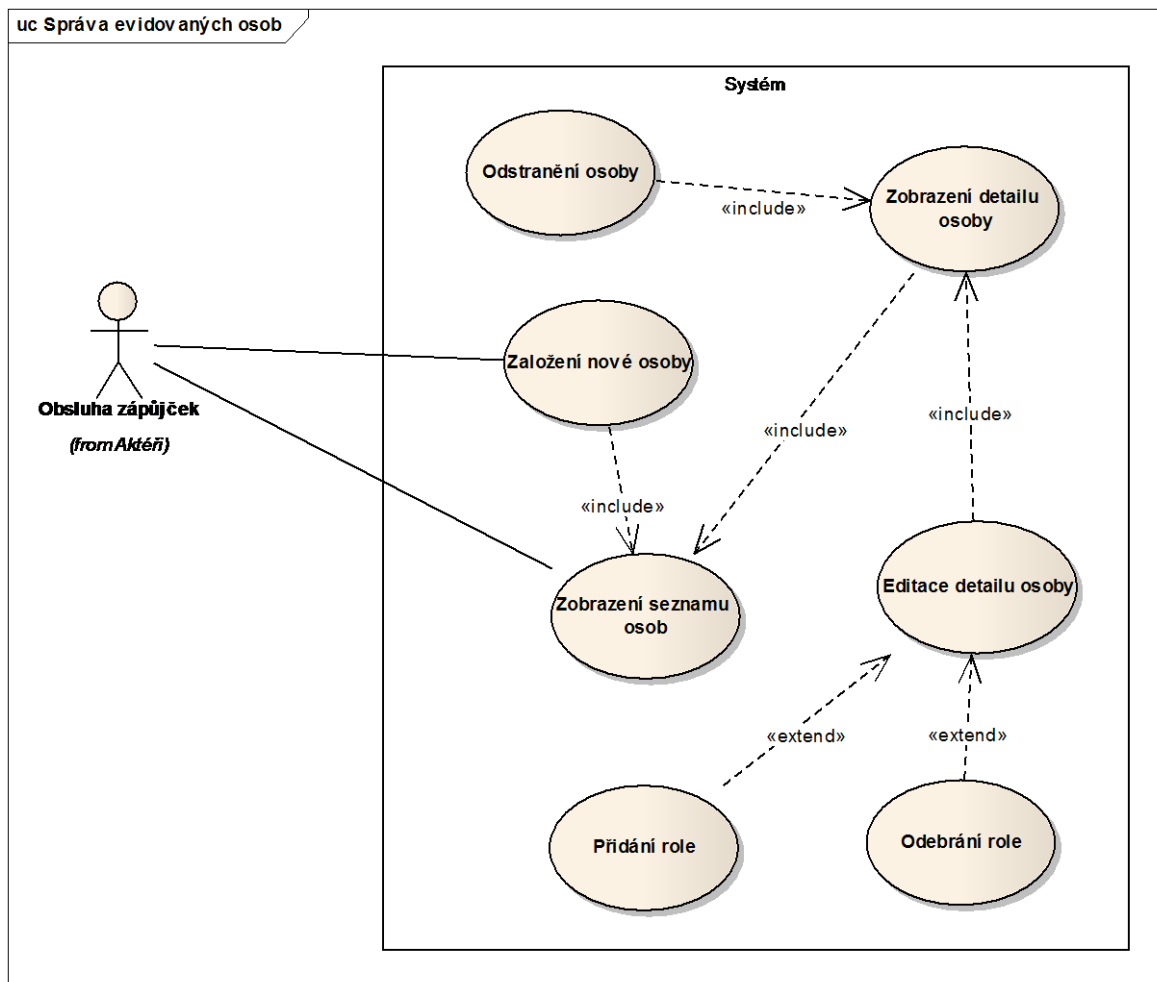 uc Správa evidovaných osob
Systém
Odstranění osoby
Zobrazení detailu
osoby
«include»
Založení nové osoby
Obsluha zápůjček
(from Aktéři)
«include»
«include»
«include»
Zobrazení seznamu
osob
Editace detailu osoby
«extend»
«extend»
Přidání role
Odebrání role